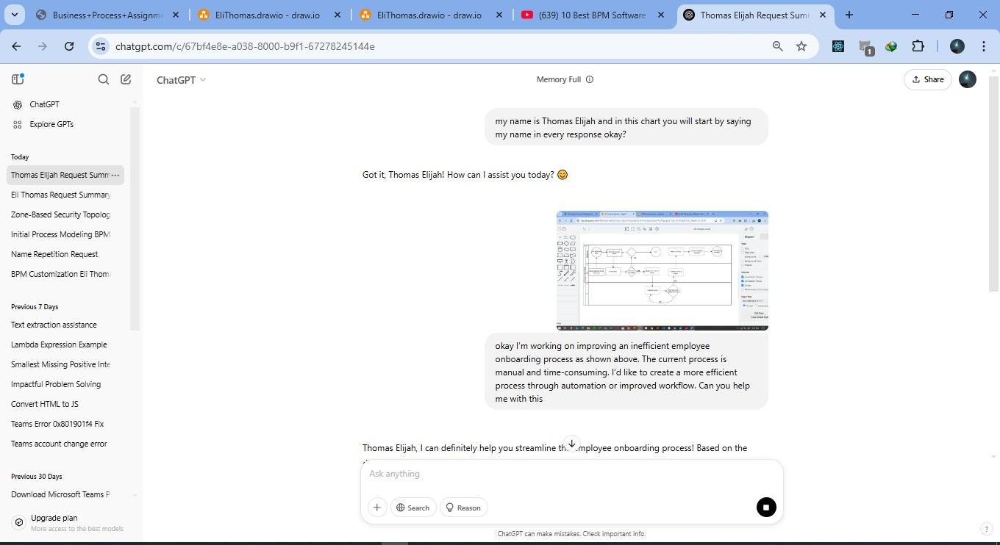 Business+Process+Assignme
EliThomas.drawio - draw.io
EliThomas.drawio - draw.io
(639) 10 Best BPM Software
Thomas Elijah Request Summ
chatgpt.com/c/67bf4e8e-a038-8000-b9f1-67278245144e
1
ChatGPT
Memory Full
Share
ChatGPT
Explore GPTs
Today
Thomas Elijah Request Summ
Eli Thomas Request Summary
Zone-Based Security Topolog
Initial Process Modeling BPM
Name Repetition Request
BPM Customization Eli Thoma
Previous 7 Days
Text extraction assistance
Lambda Expression Example
Smallest Missing Positive Inte
Impactful Problem Solving
Convert HTML to JS
Teams Error 0x801901f4 Fix
Teams account change error
Previous 30 Days
Download Microsoft Teams P
Upgrade plan
More access to the best models
my name is Thomas Elijah and in this chart you will start by saying
my name in every response okay?
Got it, Thomas Elijah! How can I assist you today? 😊
okay I'm working on improving an inefficient employee
onboarding process as shown above. The current process is
manual and time-consuming. I'd like to create a more efficient
process through automation or improved workflow. Can you help
me with this
Thomas Elijah, I can definitely help you streamline the employee onboarding process! Based on the
Ask anything
Search
Reason
ChatGPT can make mistakes. Check important info.
?